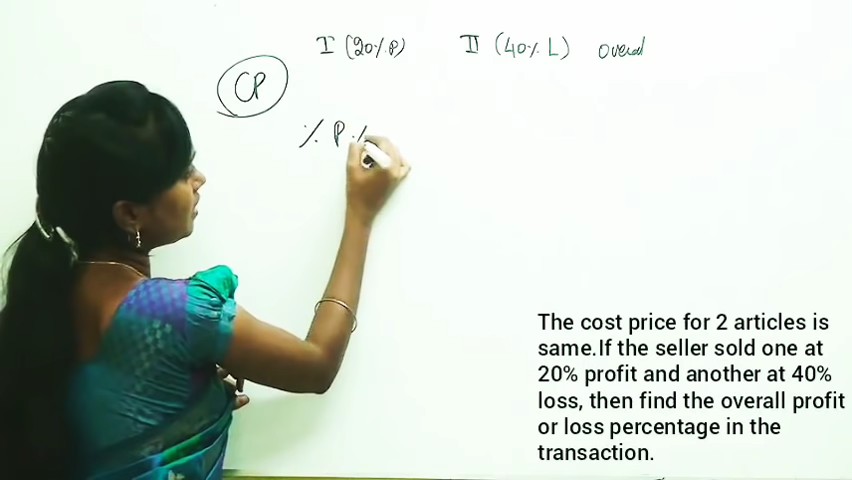 I (20% P) II (40% L) overall
CP
% P %
The cost price for 2 articles is
same.If the seller sold one at
20% profit and another at 40%
loss, then find the overall profit
or loss percentage in the
transaction.